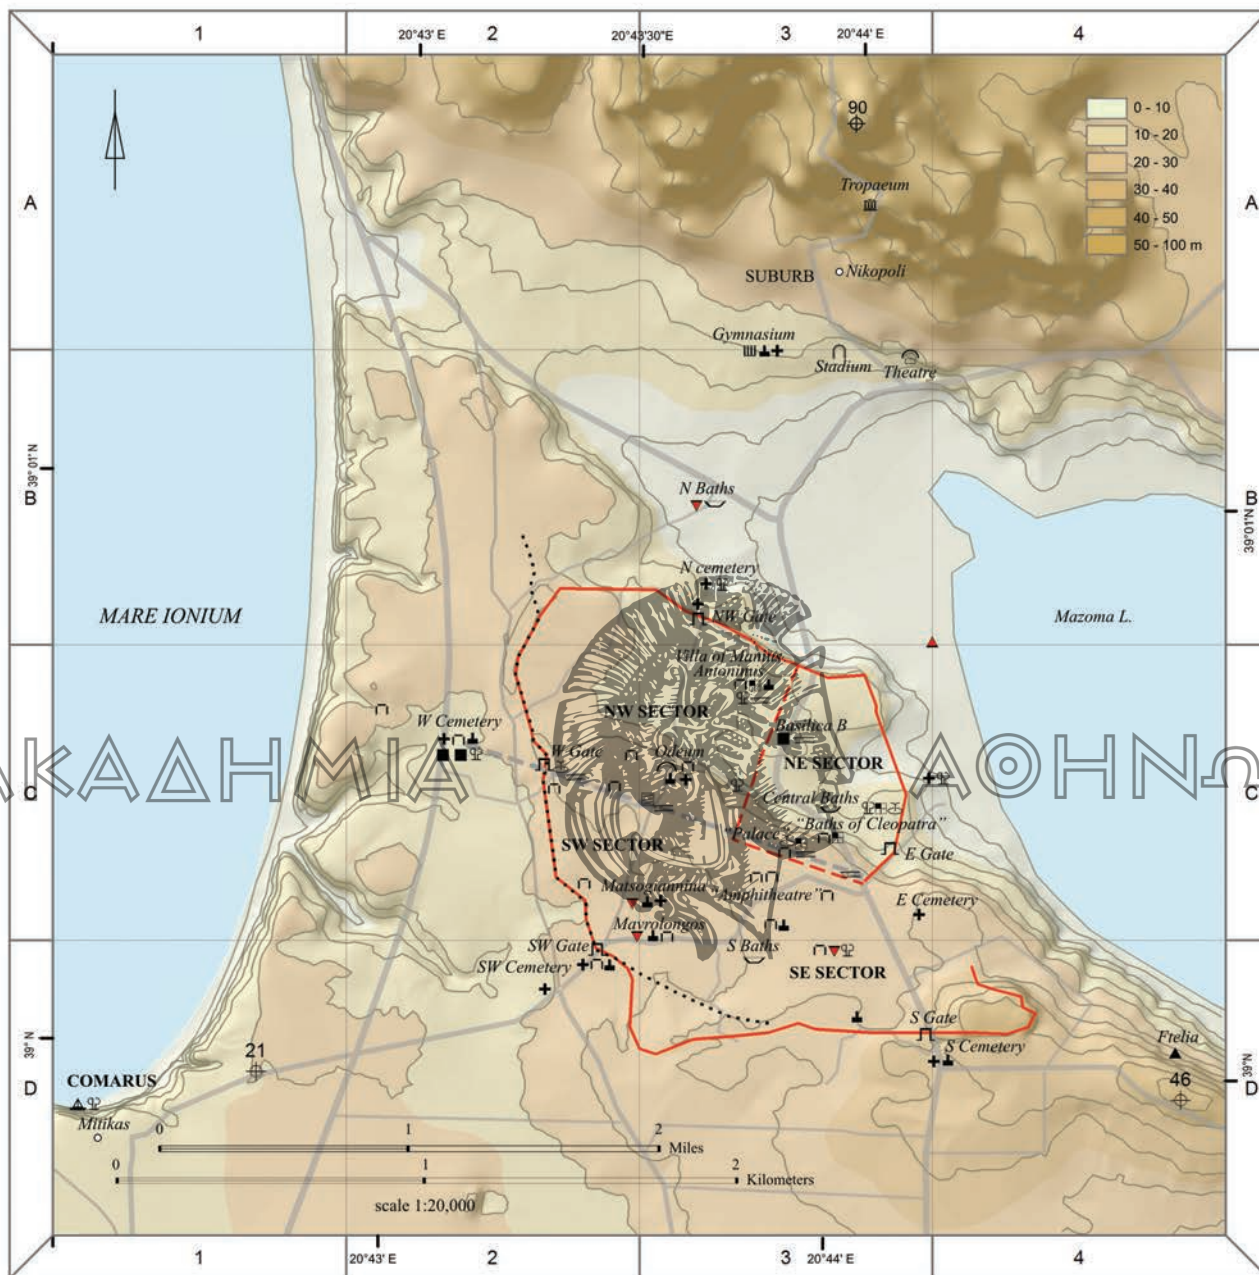 1 2 3 4
20°43' E 20°43'30"E 20°44' E
90
0 - 10
10 - 20
20 - 30
30 - 40
40 - 50
50 - 100 m
A A
Tropaeum
SUBURB Nikopoli
Gymnasium
Stadium Theatre
39° 01' N
B B
39°01'N
N Baths
N cemetery
NW Gate
MARE IONIUM
Mazoma L.
Villa of Manius
Antoninus
NW SECTOR
W Cemetery
Basilica B
W Gate Odeum
NE SECTOR
ΑΚΑΔΗΜΙΑ ΑΘΗΝΩ
C C
Central Baths
"Palace" "Baths of Cleopatra"
SW SECTOR
E Gate
Matsogiannina "Amphitheatre"
E Cemetery
Mavrolongos
SW Gate S Baths
SW Cemetery SE SECTOR
S Gate
S Cemetery
39° N
Ftelia
39°N
21
46
D D
COMARUS
Mitikas
0 1 2
Miles
0 1 2
Kilometers
scale 1:20,000
20°43' E 20°44' E
1 2 3 4